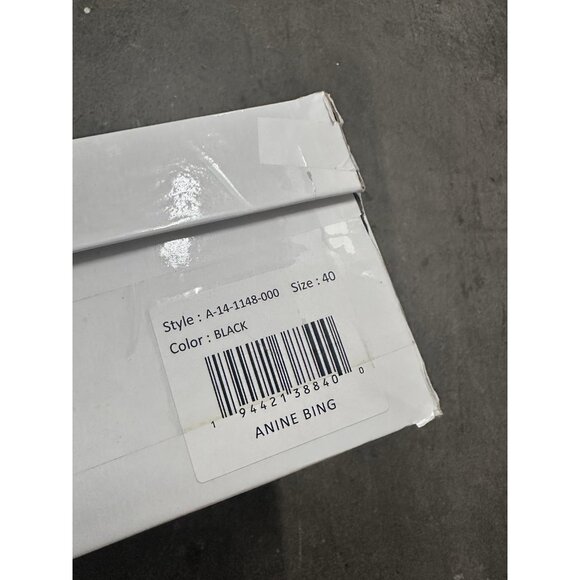 Style : A-14-1148-000 Size : 40
Color : BLACK
1 94421 38840 0
ANINE BING